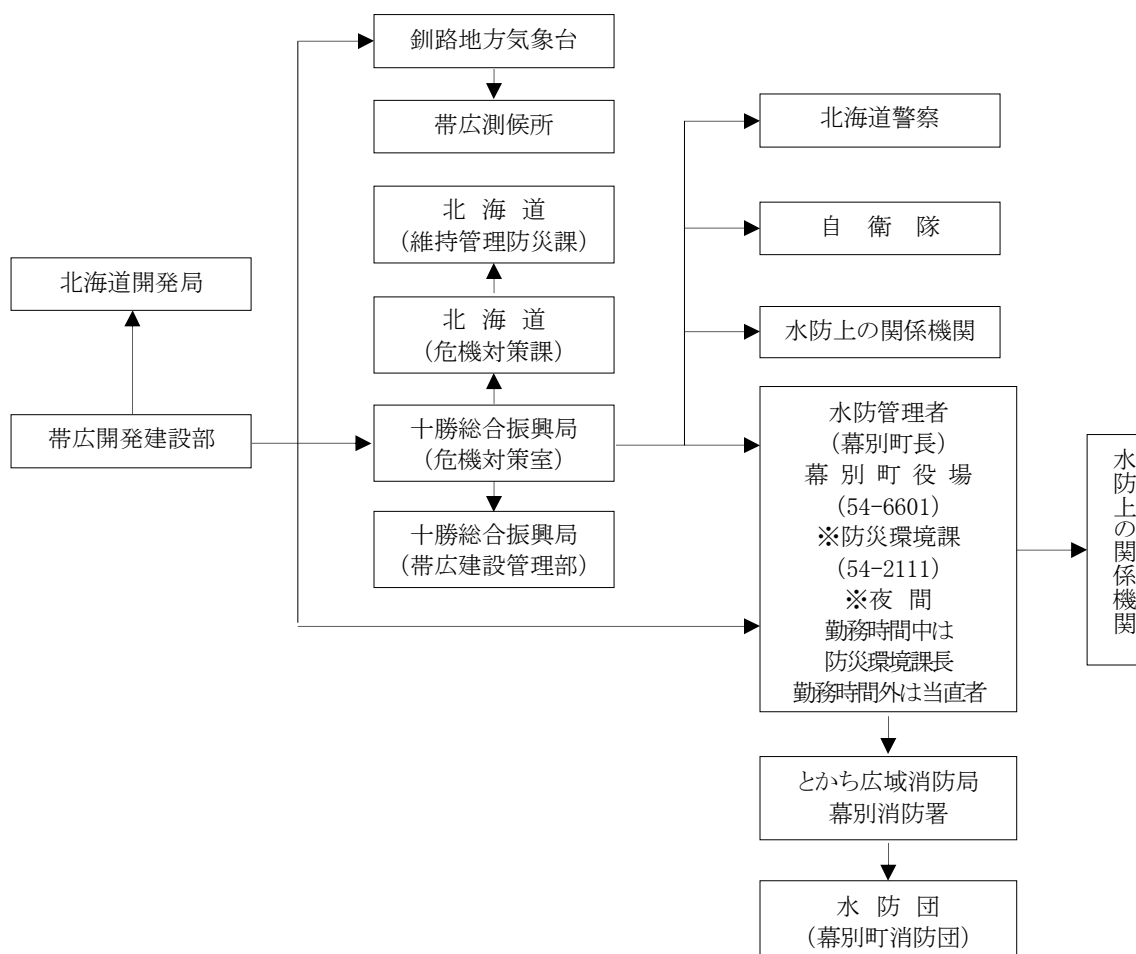 釧路地方気象台
帯広測候所
北 海 道
（維持管理防災課）
北 海 道
（危機対策課）
十勝総合振興局
（危機対策室）
十勝総合振興局
（帯広建設管理部）
北海道開発局
帯広開発建設部
北海道警察
自 衛 隊
水防上の関係機関
水防管理者
（幕別町長）
幕 別 町 役 場
（54-6601）
※防災環境課
（54-2111）
※夜 間
勤務時間中は
防災環境課長
勤務時間外は当直者
水防上の関係機関
とかち広域消防局
幕別消防署
水 防 団
（幕別町消防団）